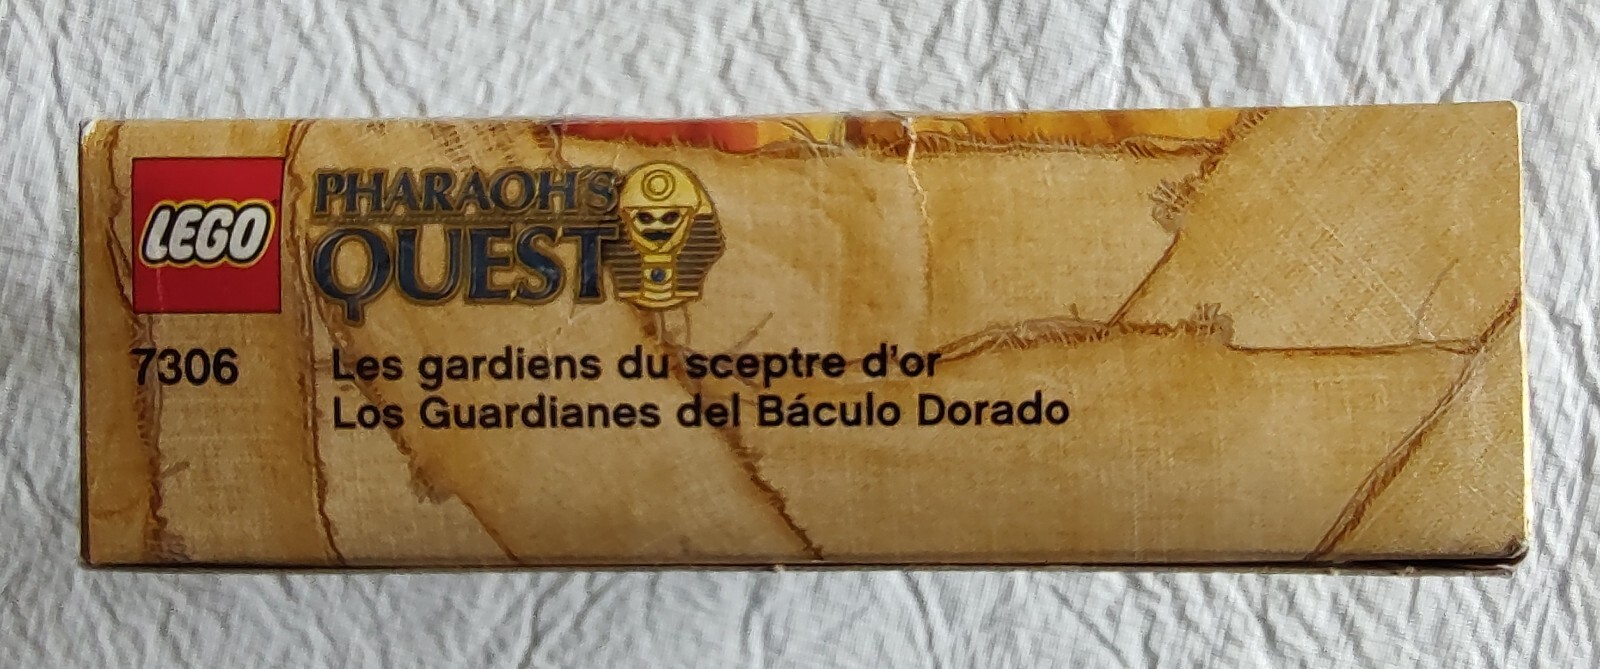 LEGO
PHARAOH'S
QUEST
7306
Les gardiens du sceptre d'or
Los Guardianes del Báculo Dorado